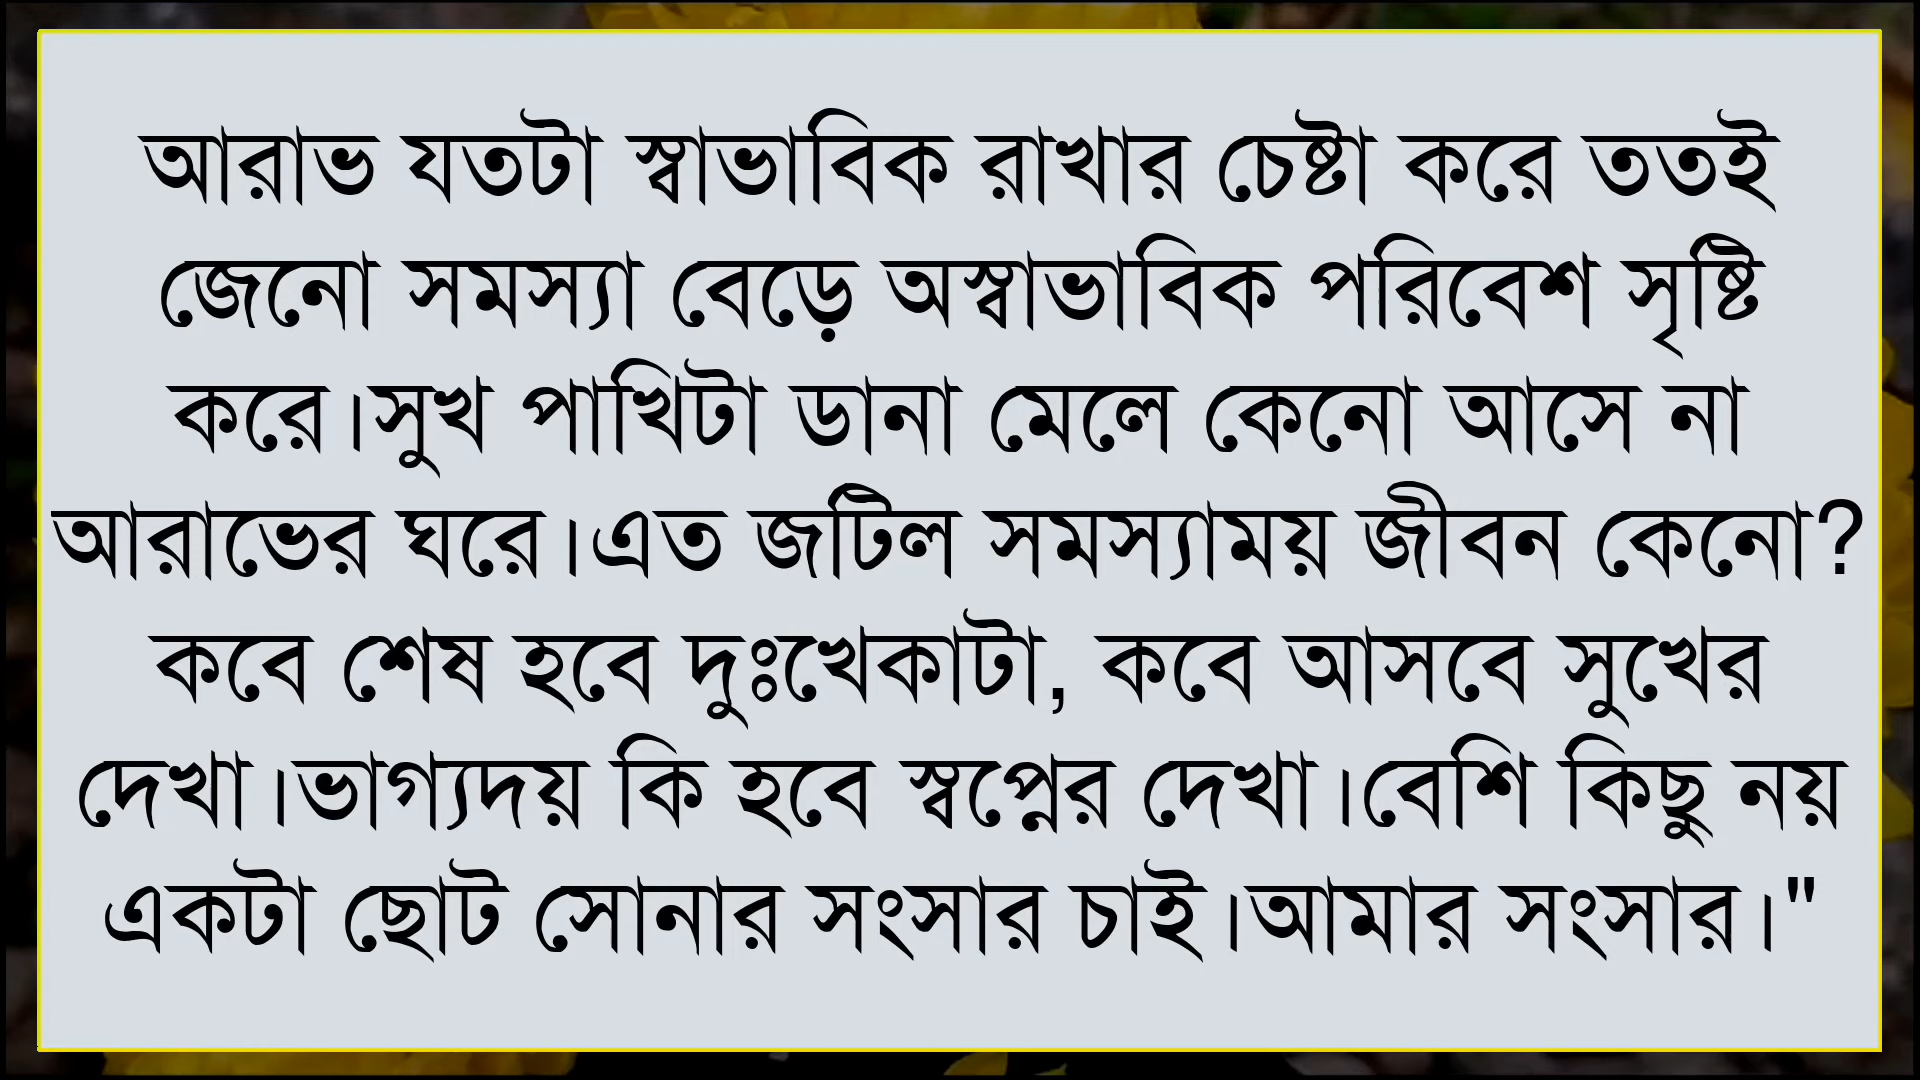 আরাভ যতটা স্বাভাবিক রাখার চেষ্টা করে ততই
জেনো সমস্যা বেড়ে অস্বাভাবিক পরিবেশ সৃষ্টি
করে।সুখ পাখিটা ডানা মেলে কেনো আসে না
আরাভের ঘরে।এত জটিল সমস্যাময় জীবন কেনো?
কবে শেষ হবে দুঃখেকাটা, কবে আসবে সুখের
দেখা।ভাগ্যদয় কি হবে স্বপ্নের দেখা।বেশি কিছু নয়
একটা ছোট সোনার সংসার চাই।আমার সংসার।"